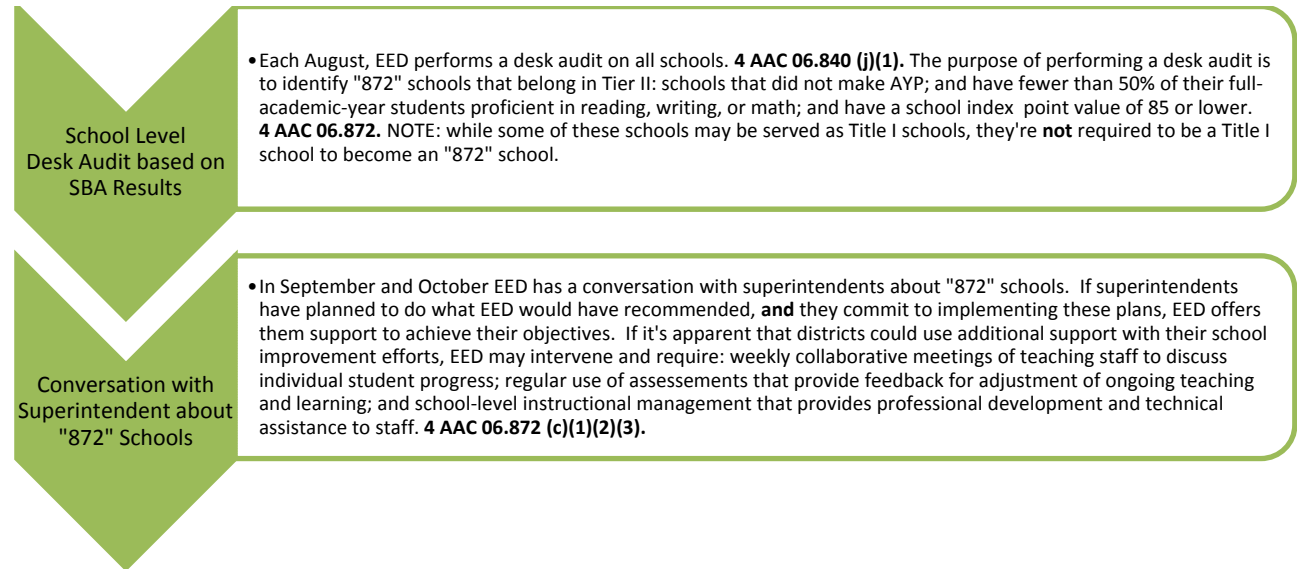 School Level
Desk Audit based on
SBA Results
•Each August, EED performs a desk audit on all schools. 4 AAC 06.840 (j)(1). The purpose of performing a desk audit is
to identify "872" schools that belong in Tier II: schools that did not make AYP; and have fewer than 50% of their full-
academic-year students proficient in reading, writing, or math; and have a school index point value of 85 or lower.
4 AAC 06.872. NOTE: while some of these schools may be served as Title I schools, they're not required to be a Title I
school to become an "872" school.
Conversation with
Superintendent about
"872" Schools
•In September and October EED has a conversation with superintendents about "872" schools. If superintendents
have planned to do what EED would have recommended, and they commit to implementing these plans, EED offers
them support to achieve their objectives. If it's apparent that districts could use additional support with their school
improvement efforts, EED may intervene and require: weekly collaborative meetings of teaching staff to discuss
individual student progress; regular use of assessements that provide feedback for adjustment of ongoing teaching
and learning; and school-level instructional management that provides professional development and technical
assistance to staff. 4 AAC 06.872 (c)(1)(2)(3).